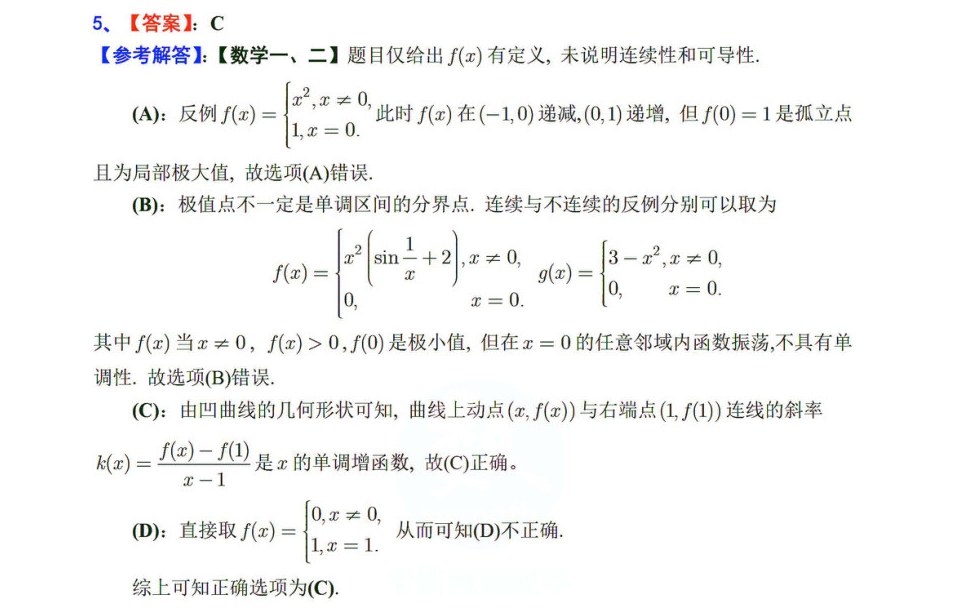 5、【答案】：C
【参考解答】：【数学一、二】题目仅给出 f(x) 有定义, 未说明连续性和可导性.
(A)：反例 f(x) = { x², x ≠ 0, 1, x = 0. 此时 f(x) 在 (−1,0) 递减,(0,1) 递增, 但 f(0) = 1 是孤立点
且为局部极大值, 故选项(A)错误.
(B)：极值点不一定是单调区间的分界点. 连续与不连续的反例分别可以取为
f(x) = { x² (sin 1/x + 2), x ≠ 0, 0, x = 0. g(x) = { 3 − x², x ≠ 0, 0, x = 0.
其中 f(x) 当 x ≠ 0, f(x) > 0, f(0) 是极小值, 但在 x = 0 的任意邻域内函数振荡,不具有单
调性. 故选项(B)错误.
(C)：由凹曲线的几何形状可知, 曲线上动点 (x, f(x)) 与右端点 (1, f(1)) 连线的斜率
k(x) = (f(x) − f(1))/(x − 1) 是 x 的单调增函数, 故(C)正确。
(D)：直接取 f(x) = { 0, x ≠ 0, 1, x = 1. 从而可知(D)不正确.
综上可知正确选项为(C).